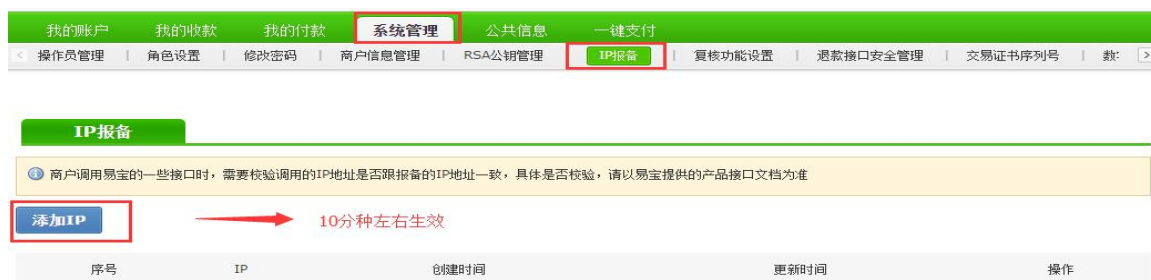 我的账户 我的收款 我的付款 系统管理 公共信息 一键支付
操作员管理 | 角色设置 | 修改密码 | 商户信息管理 | RSA公钥管理 IP报备 | 复核功能设置 | 退款接口安全管理 | 交易证书序列号 | 数
IP报备
商户调用易宝的一些接口时，需要校验调用的IP地址是否跟报备的IP地址一致，具体是否校验，请以易宝提供的产品接口文档为准
添加IP 10分种左右生效
序号 IP 创建时间 更新时间 操作